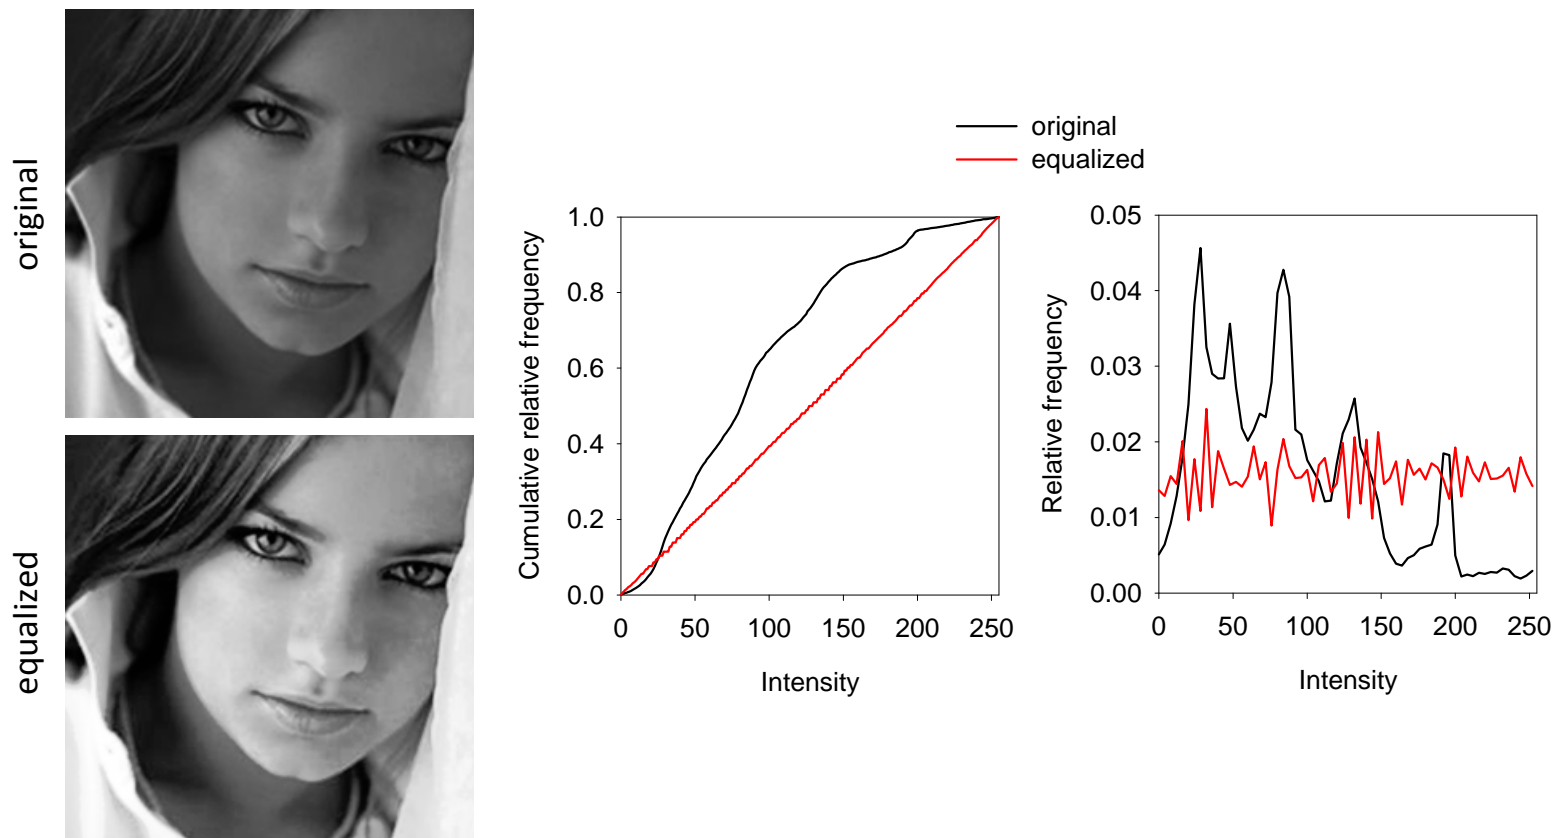 original
equalized
original
equalized
Cumulative relative frequency
1.0
0.8
0.6
0.4
0.2
0.0
0 50 100 150 200 250
Intensity
Relative frequency
0.05
0.04
0.03
0.02
0.01
0.00
0 50 100 150 200 250
Intensity